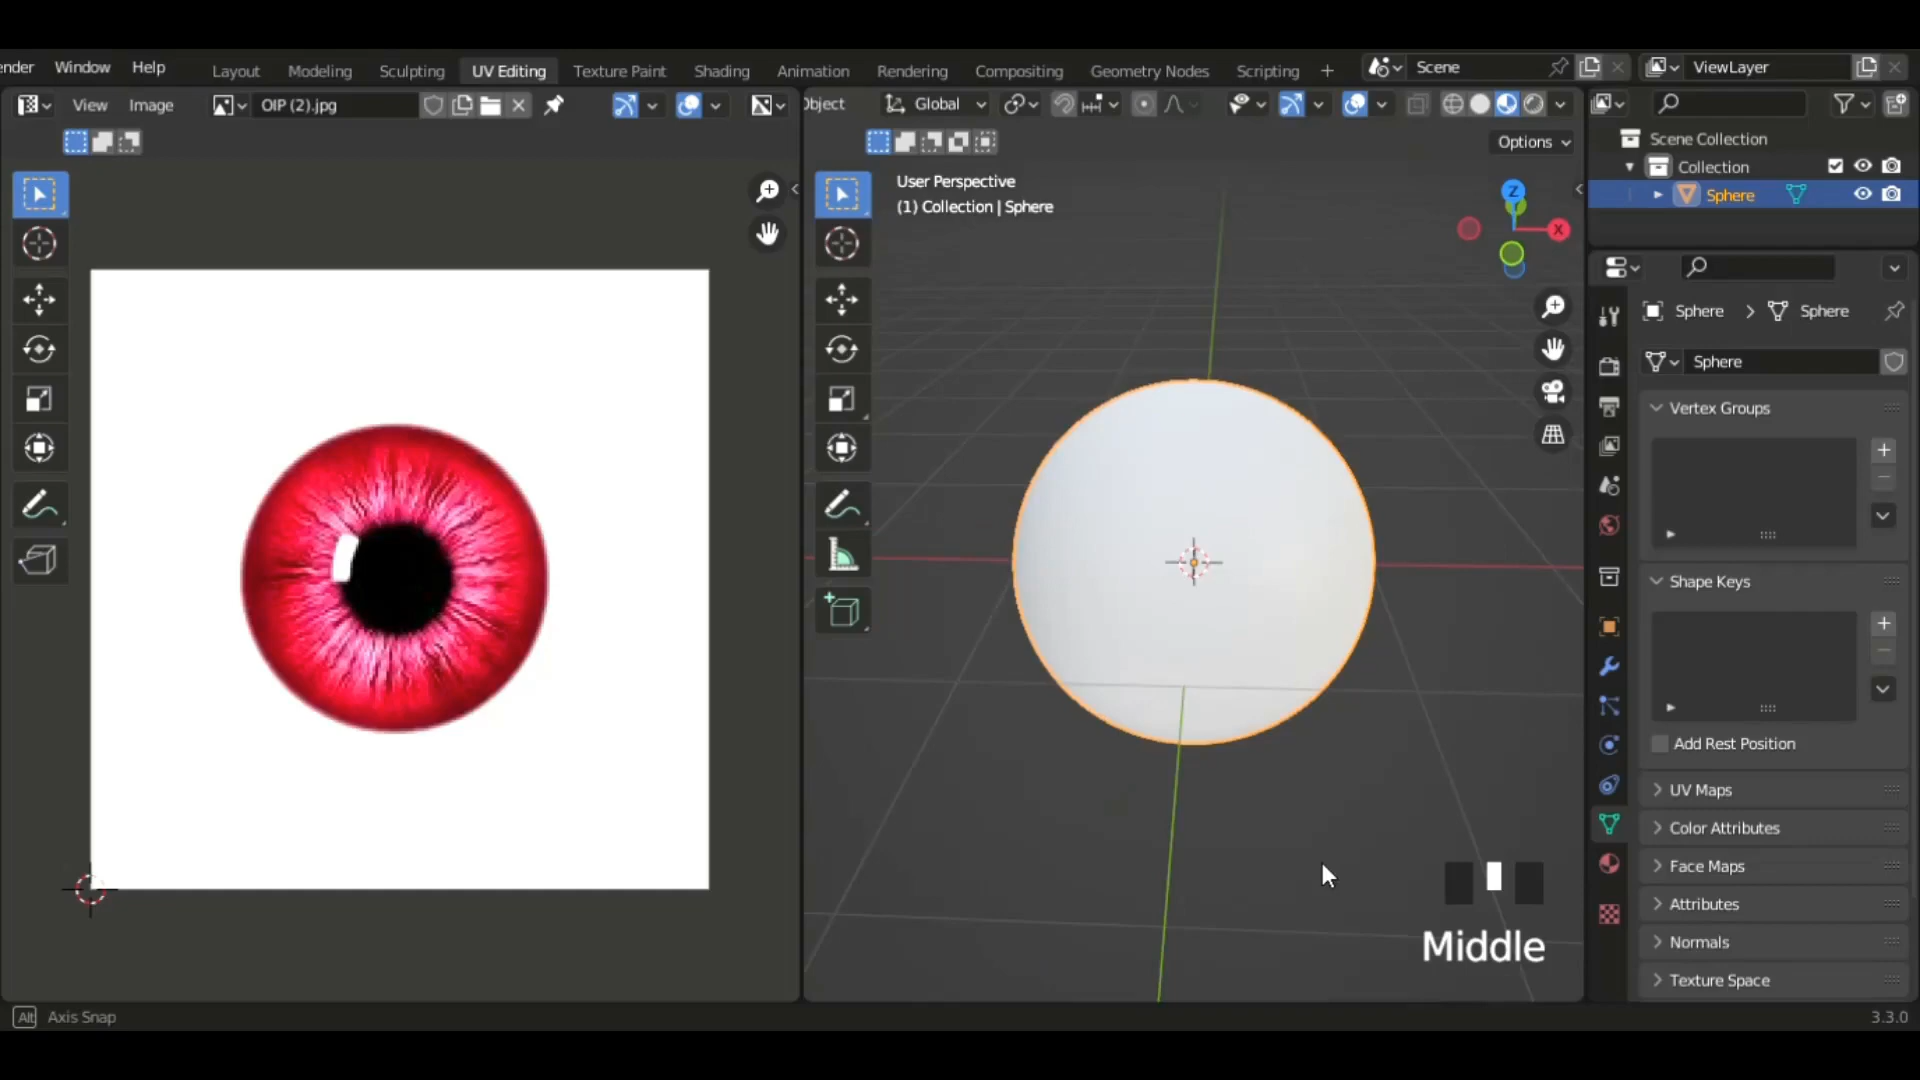 ender Window Help Layout Modeling Sculpting UV Editing Texture Paint Shading Animation Rendering Compositing Geometry Nodes Scripting + Scene ViewLayer
View Image OIP (2).jpg bject Global
Options
Scene Collection
Collection
Sphere
User Perspective
(1) Collection | Sphere
Z
X
Sphere > Sphere
Sphere
Vertex Groups
Shape Keys
Add Rest Position
UV Maps
Color Attributes
Face Maps
Attributes
Normals
Texture Space
Middle
Alt Axis Snap
3.3.0